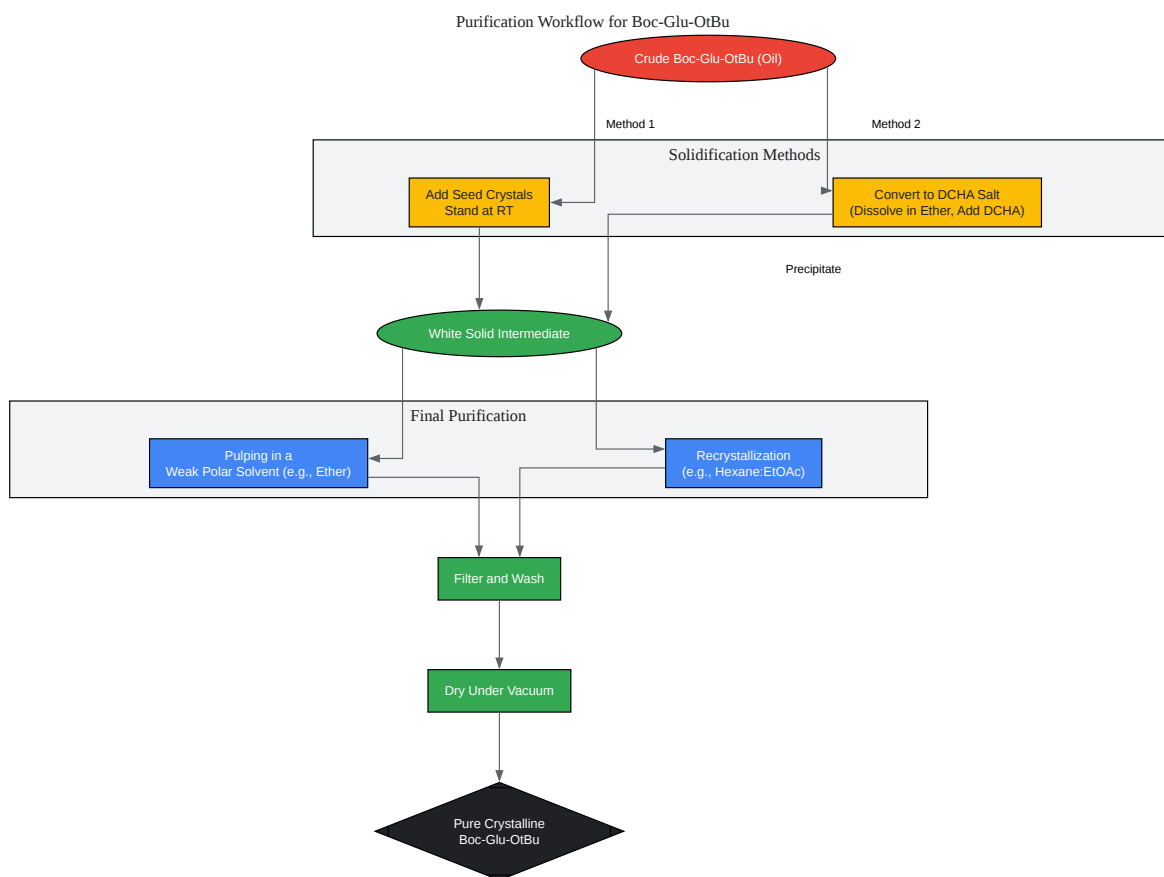 Purification Workflow for Boc-Glu-OtBu
Crude Boc-Glu-OtBu (Oil)
Method 1
Method 2
Solidification Methods
Add Seed Crystals
Stand at RT
Convert to DCHA Salt
(Dissolve in Ether, Add DCHA)
Precipitate
White Solid Intermediate
Final Purification
Pulping in a
Weak Polar Solvent (e.g., Ether)
Recrystallization
(e.g., Hexane:EtOAc)
Filter and Wash
Dry Under Vacuum
Pure Crystalline
Boc-Glu-OtBu